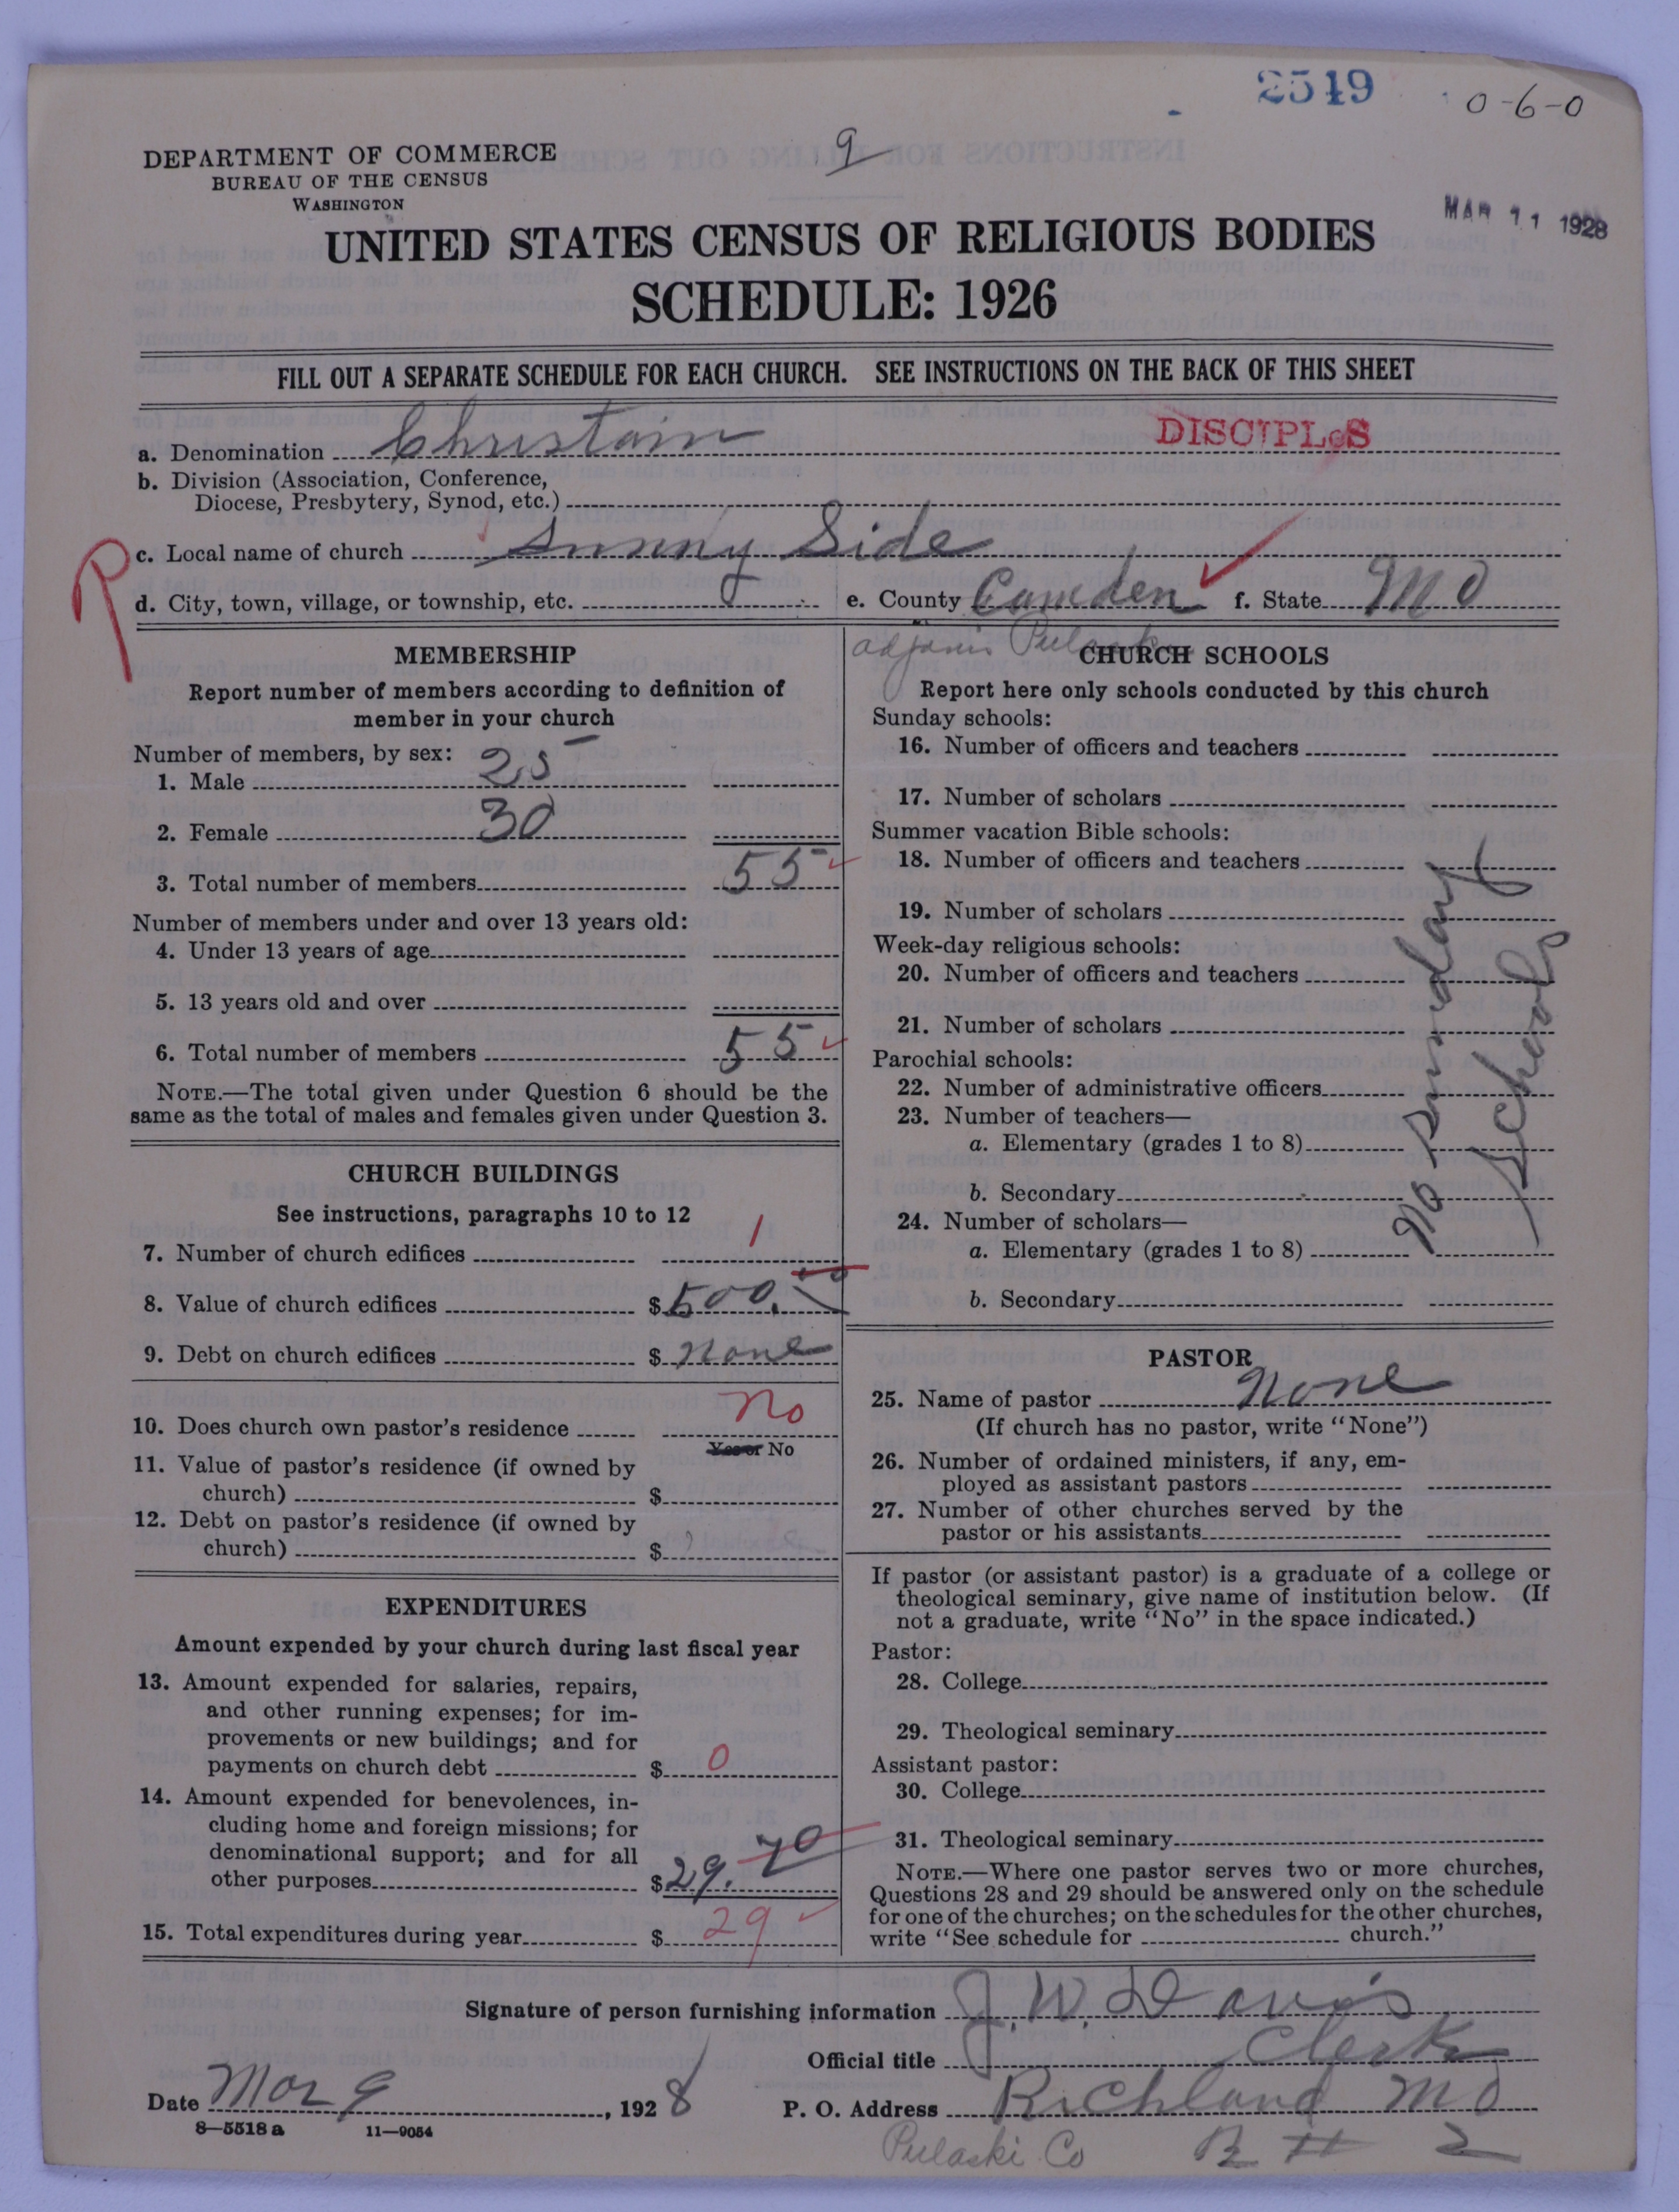 2549
0-6-0
9
DEPARTMENT OF COMMERCE
BUREAU OF THE CENSUS
WASHINGTON
MAR 11 1928
UNITED STATES CENSUS OF RELIGIOUS BODIES
SCHEDULE: 1926
FILL OUT A SEPARATE SCHEDULE FOR EACH CHURCH. SEE INSTRUCTIONS ON THE BACK OF THIS SHEET
a. Denomination Christain DISCIPLES
b. Division (Association, Conference,
Diocese, Presbytery, Synod, etc.)
R
c. Local name of church Sunny Side
d. City, town, village, or township, etc. e. County Camden f. State Mo
adjoins Pulaski
MEMBERSHIP
Report number of members according to definition of
member in your church
Number of members, by sex:
1. Male 25
2. Female 30
3. Total number of members 55
Number of members under and over 13 years old:
4. Under 13 years of age
5. 13 years old and over
6. Total number of members 55
NOTE.—The total given under Question 6 should be the
same as the total of males and females given under Question 3.
CHURCH BUILDINGS
See instructions, paragraphs 10 to 12
7. Number of church edifices 1
8. Value of church edifices $ 500.00
9. Debt on church edifices $ none
10. Does church own pastor's residence No
Yes or No
11. Value of pastor's residence (if owned by
church) $
12. Debt on pastor's residence (if owned by
church) $
EXPENDITURES
Amount expended by your church during last fiscal year
13. Amount expended for salaries, repairs,
and other running expenses; for im-
provements or new buildings; and for
payments on church debt $ 0
14. Amount expended for benevolences, in-
cluding home and foreign missions; for
denominational support; and for all
other purposes $ 29.70
15. Total expenditures during year $ 29
CHURCH SCHOOLS
Report here only schools conducted by this church
Sunday schools:
16. Number of officers and teachers
17. Number of scholars
Summer vacation Bible schools:
18. Number of officers and teachers
19. Number of scholars
Week-day religious schools:
20. Number of officers and teachers
21. Number of scholars
Parochial schools:
22. Number of administrative officers
23. Number of teachers—
a. Elementary (grades 1 to 8)
b. Secondary
24. Number of scholars—
a. Elementary (grades 1 to 8)
b. Secondary
No Sunday
Schools
PASTOR
25. Name of pastor None
(If church has no pastor, write "None")
26. Number of ordained ministers, if any, em-
ployed as assistant pastors
27. Number of other churches served by the
pastor or his assistants
If pastor (or assistant pastor) is a graduate of a college or
theological seminary, give name of institution below. (If
not a graduate, write "No" in the space indicated.)
Pastor:
28. College
29. Theological seminary
Assistant pastor:
30. College
31. Theological seminary
NOTE.—Where one pastor serves two or more churches,
Questions 28 and 29 should be answered only on the schedule
for one of the churches; on the schedules for the other churches,
write "See schedule for church."
Signature of person furnishing information J. W. Davis
Official title Clerk
Date Mar 9, 1928 P. O. Address Richland Mo
8—5518a 11—9054
Pulaski Co R # 2